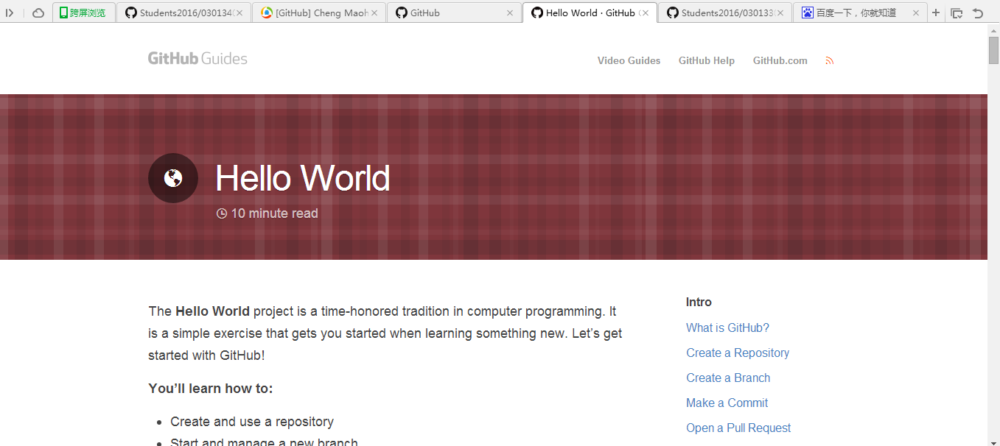 跨屏浏览
Students2016/030134
[GitHub] Cheng Maoh
GitHub
Hello World · GitHub
Students2016/030133
百度一下，你就知道
GitHub Guides
Video Guides
GitHub Help
GitHub.com
Hello World
10 minute read
The Hello World project is a time-honored tradition in computer programming. It
is a simple exercise that gets you started when learning something new. Let’s get
started with GitHub!
You’ll learn how to:
Create and use a repository
Start and manage a new branch
Intro
What is GitHub?
Create a Repository
Create a Branch
Make a Commit
Open a Pull Request